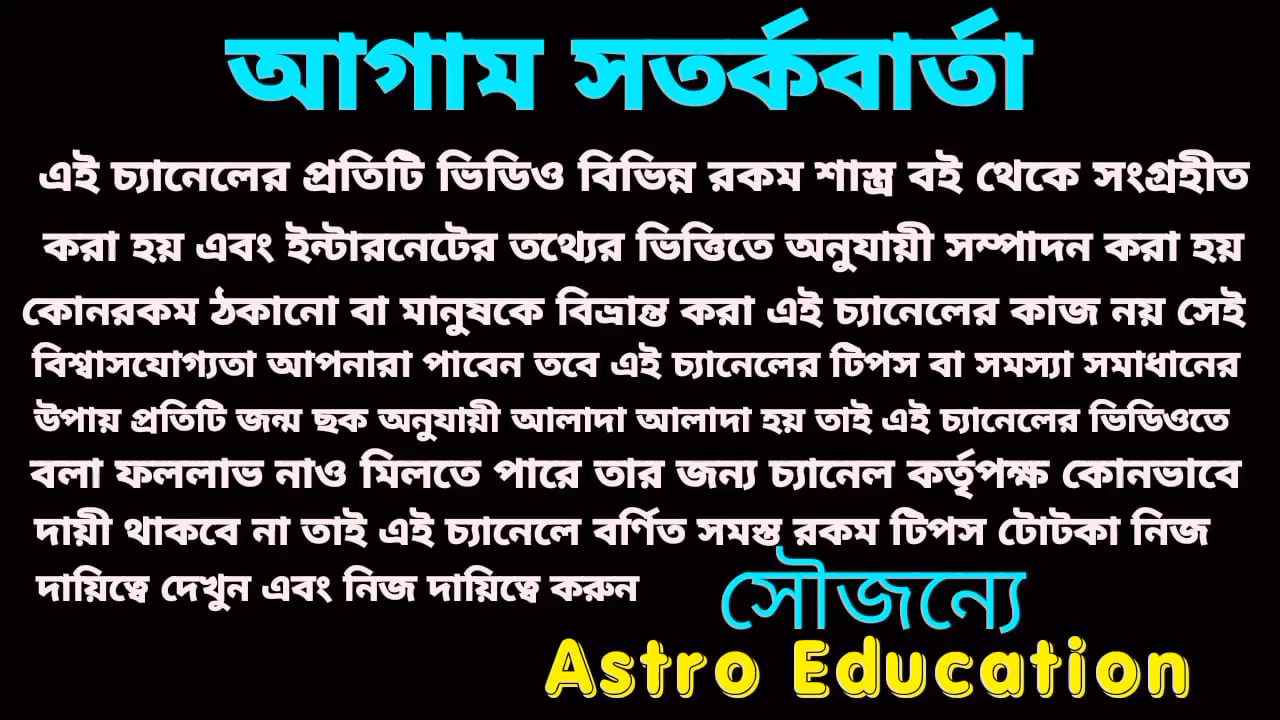 আগাম সতর্কবার্তা
এই চ্যানেলের প্রতিটি ভিডিও বিভিন্ন রকম শাস্ত্র বই থেকে সংগ্রহীত
করা হয় এবং ইন্টারনেটের তথ্যের ভিত্তিতে অনুযায়ী সম্পাদন করা হয়
কোনরকম ঠকানো বা মানুষকে বিভ্রান্ত করা এই চ্যানেলের কাজ নয় সেই
বিশ্বাসযোগ্যতা আপনারা পাবেন তবে এই চ্যানেলের টিপস বা সমস্যা সমাধানের
উপায় প্রতিটি জন্ম ছক অনুযায়ী আলাদা আলাদা হয় তাই এই চ্যানেলের ভিডিওতে
বলা ফললাভ নাও মিলতে পারে তার জন্য চ্যানেল কর্তৃপক্ষ কোনভাবে
দায়ী থাকবে না তাই এই চ্যানেলে বর্ণিত সমস্ত রকম টিপস টোটকা নিজ
দায়িত্বে দেখুন এবং নিজ দায়িত্বে করুন
সৌজন্যে
Astro Education